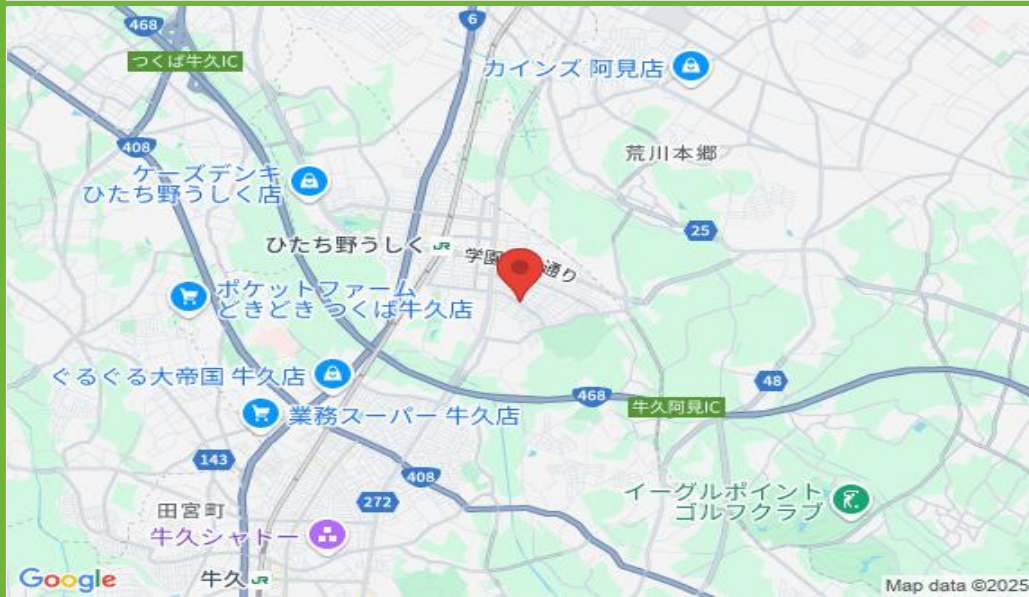 468
6
つくば牛久IC
カインズ 阿見店
408
荒川本郷
ケーズデンキ
ひたち野うしく店
25
ひたち野うしく JR
学園
通り
ポケットファーム
どきどき つくば牛久店
ぐるぐる大帝国 牛久店
48
468
牛久阿見IC
業務スーパー 牛久店
143
408
272
イーグルポイント
ゴルフクラブ
田宮町
牛久シャトー
牛久 JR
Google
Map data ©2025